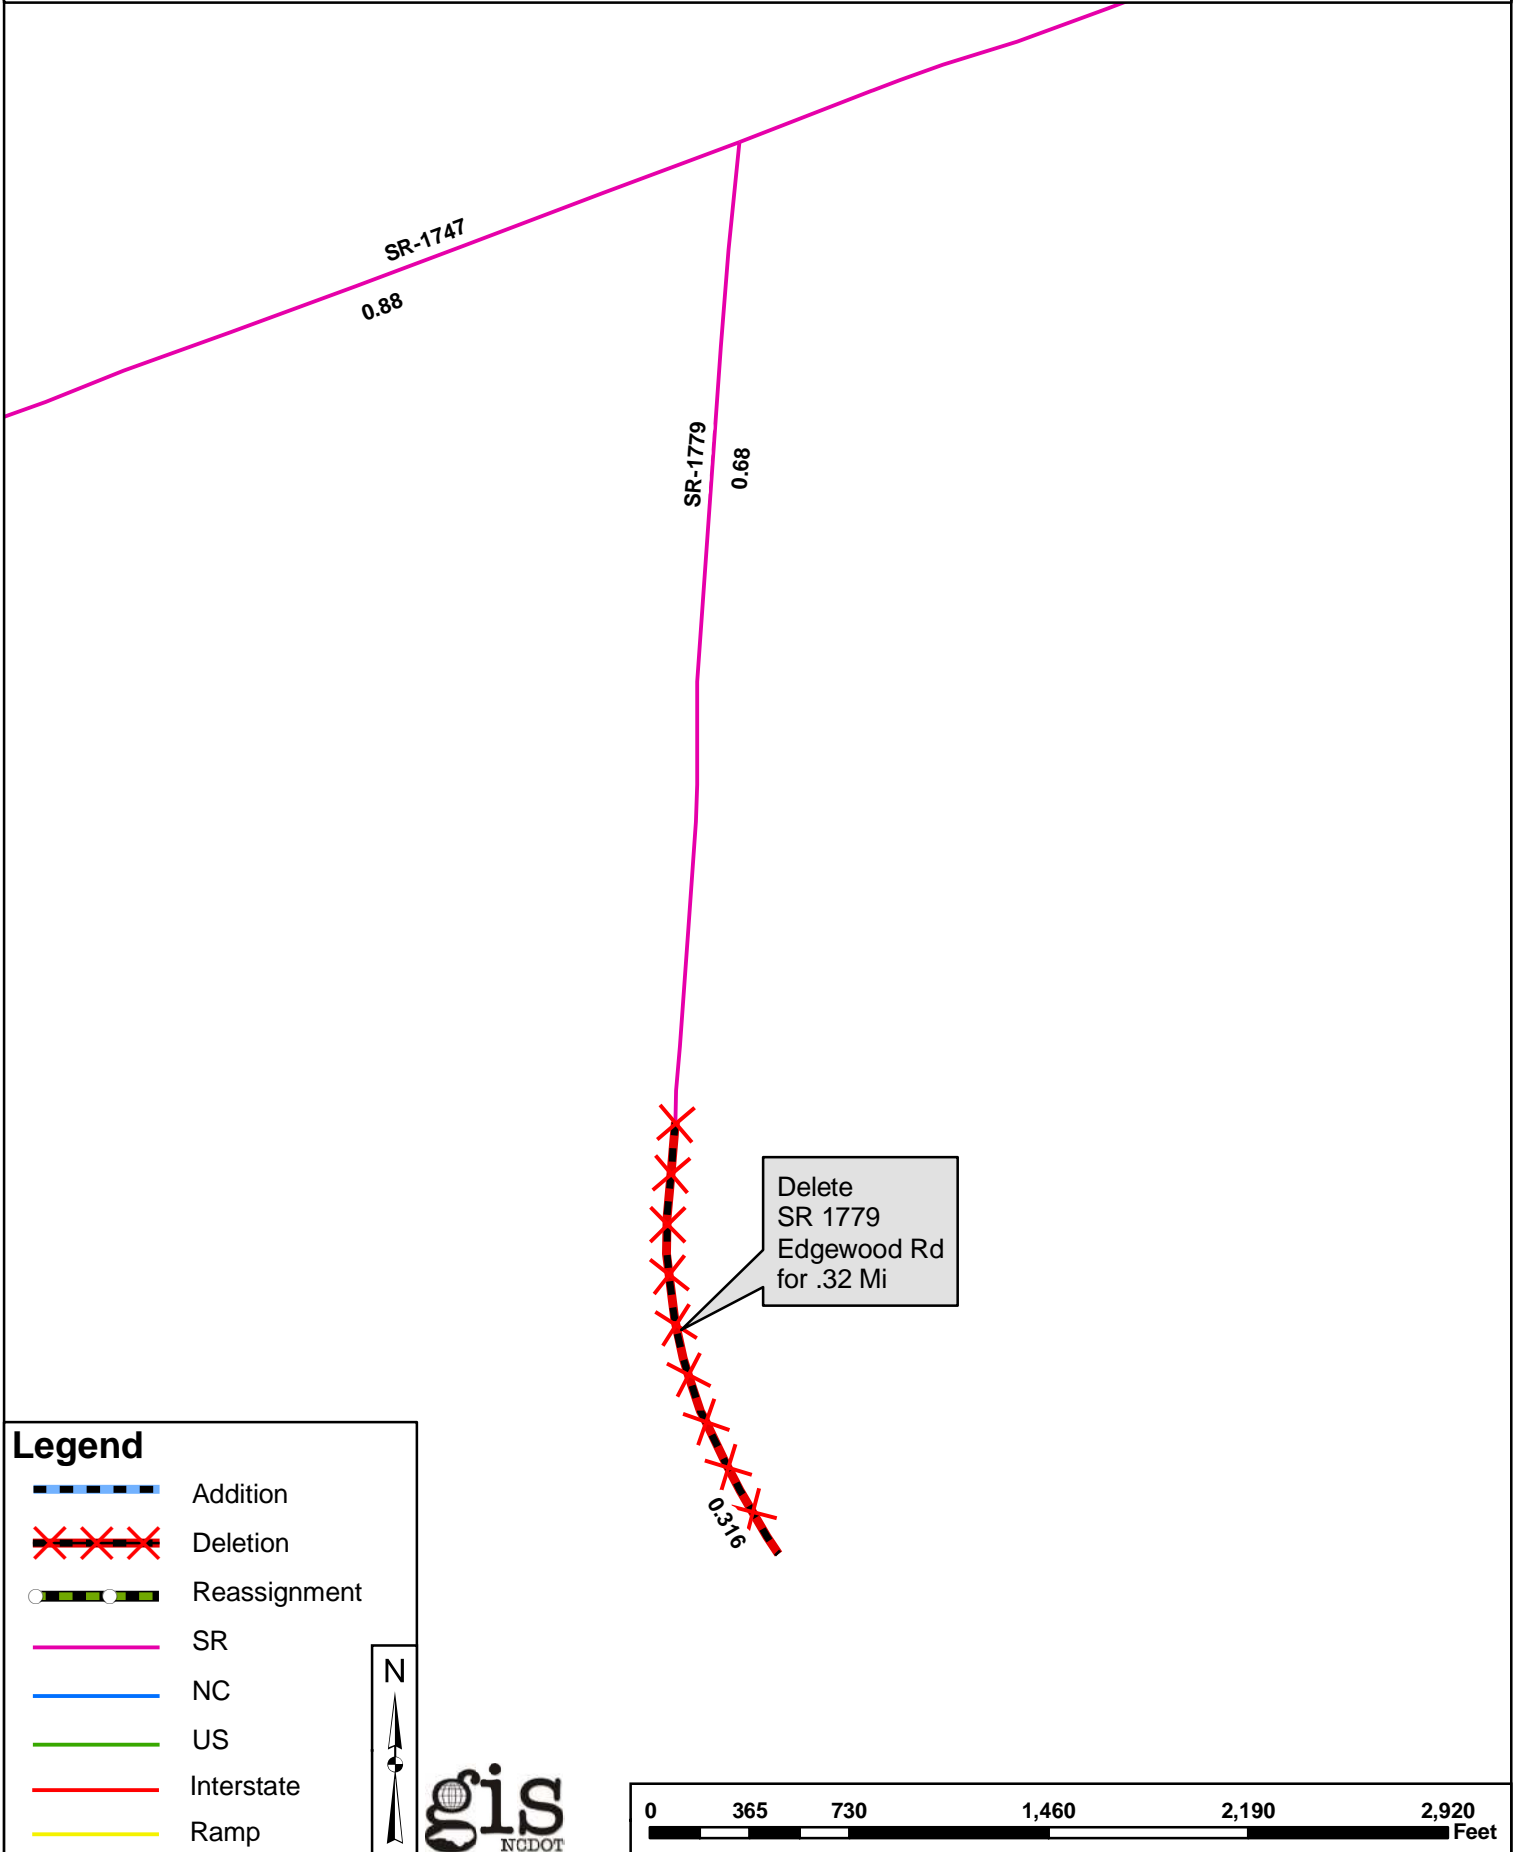 SR-1747
0.88
SR-1779
0.68
Delete
SR 1779
Edgewood Rd
for .32 Mi
0.316
Legend
Addition
Deletion
Reassignment
SR
NC
US
Interstate
Ramp
N
gis
NCDOT
0 365 730 1,460 2,190 2,920
Feet